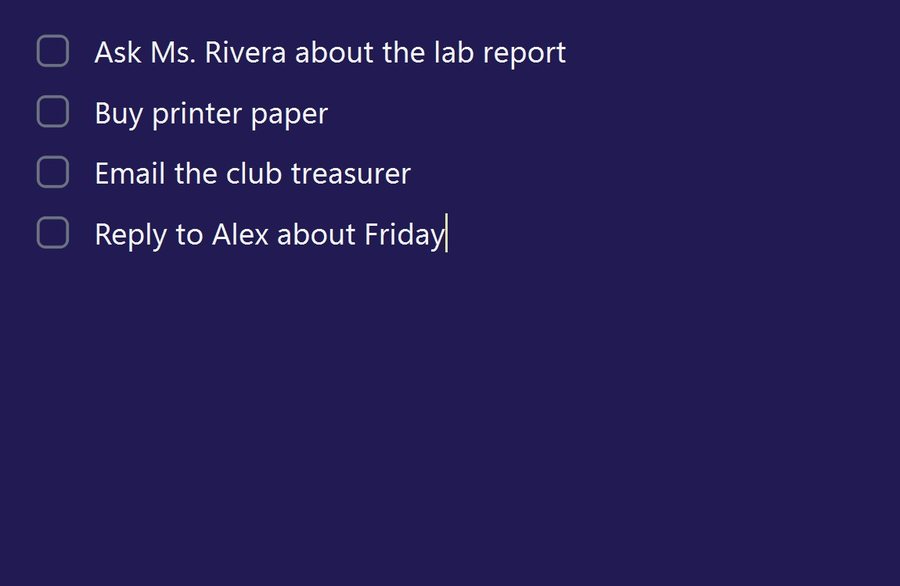 Ask Ms. Rivera about the lab report
Buy printer paper
Email the club treasurer
Reply to Alex about Friday